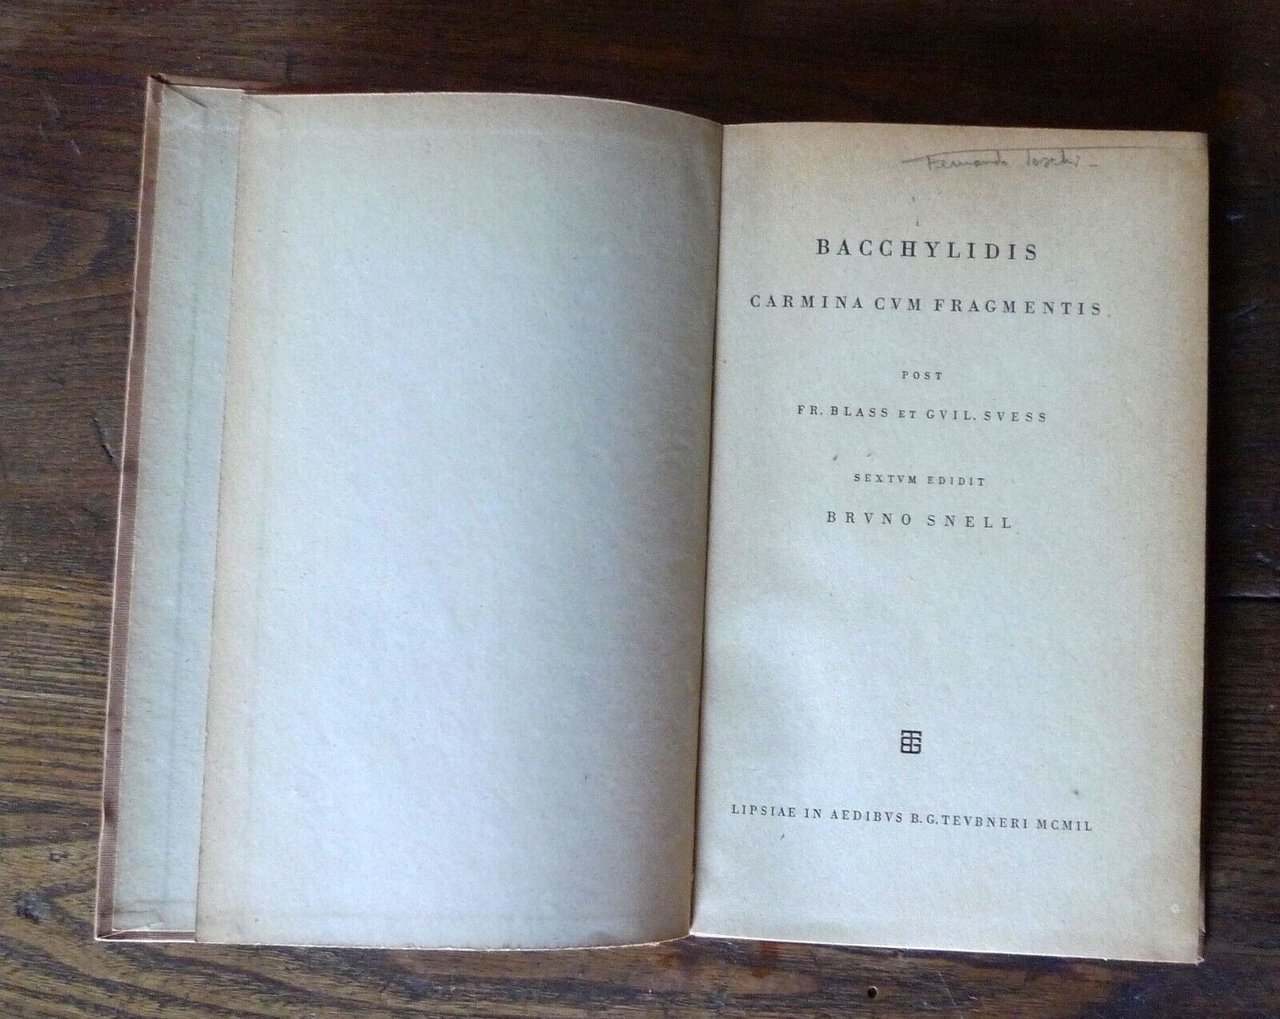 Fernando
BACCHYLIDIS
CARMINA CVM FRAGMENTIS
POST
FR. BLASS ET GVIL. SVESS
SEXTVM EDIDIT
BRVNO SNELL
LIPSIAE IN AEDIBVS B. G. TEVBNERI MCMIL